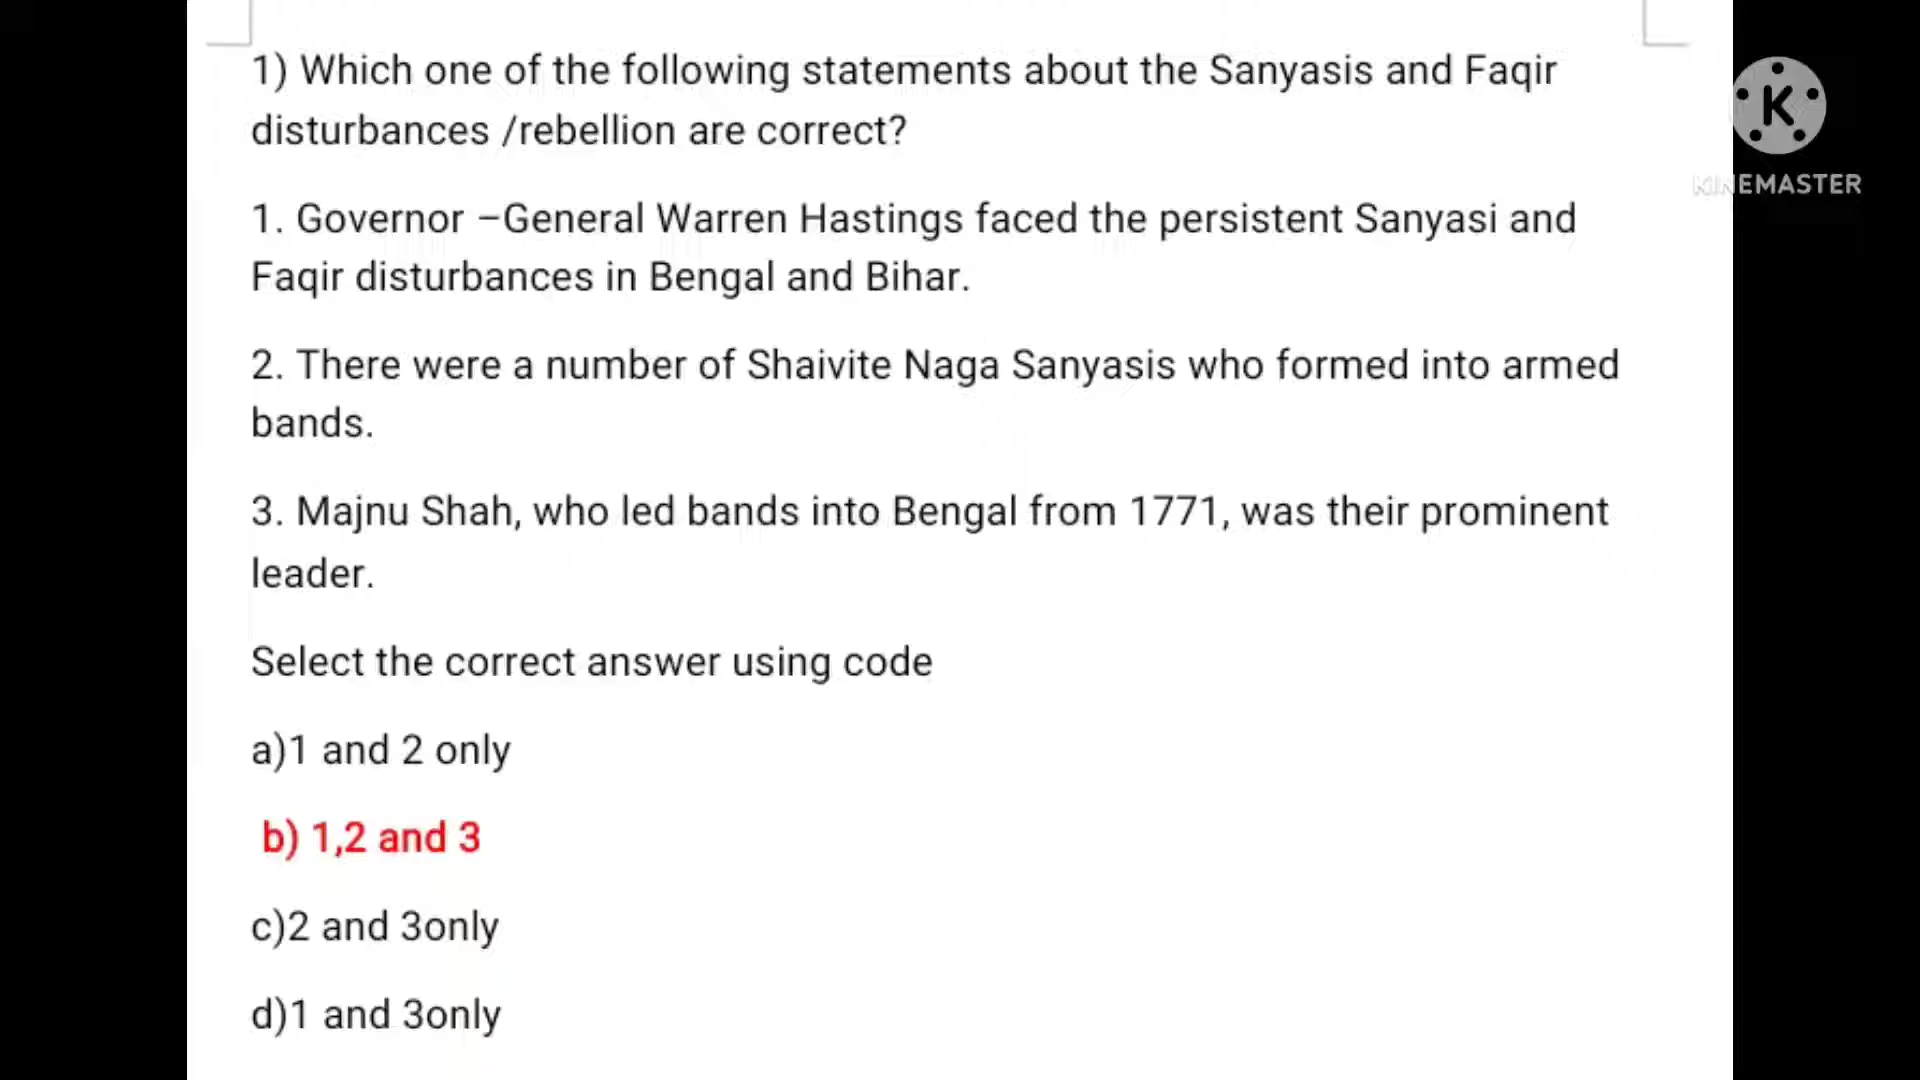 1) Which one of the following statements about the Sanyasis and Faqir
disturbances /rebellion are correct?
1. Governor –General Warren Hastings faced the persistent Sanyasi and
Faqir disturbances in Bengal and Bihar.
2. There were a number of Shaivite Naga Sanyasis who formed into armed
bands.
3. Majnu Shah, who led bands into Bengal from 1771, was their prominent
leader.
Select the correct answer using code
a)1 and 2 only
b) 1,2 and 3
c)2 and 3only
d)1 and 3only
K
KINEMASTER